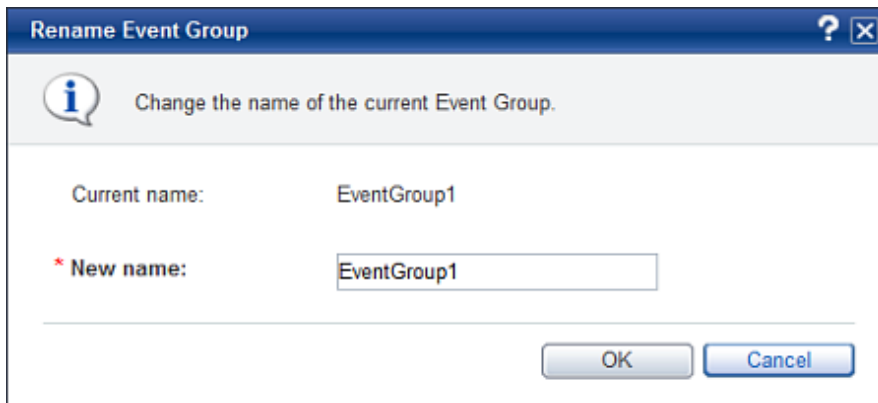 Rename Event Group ?
Change the name of the current Event Group.
Current name: EventGroup1
* New name: EventGroup1
OK Cancel